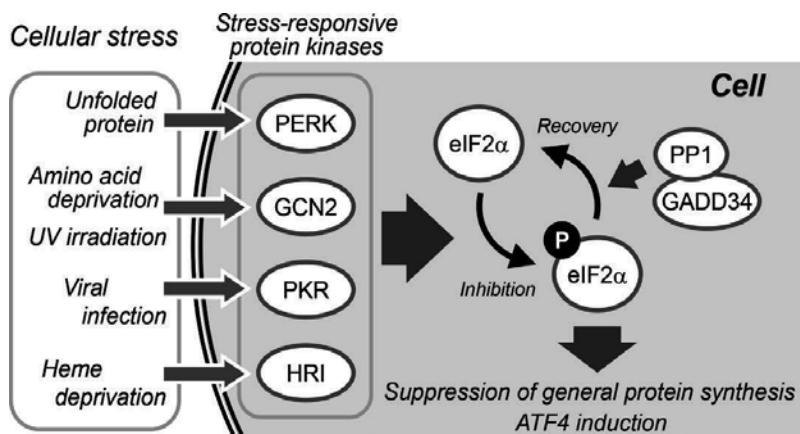 Cellular stress
Stress-responsive
protein kinases
Unfolded
protein
Amino acid
deprivation
UV irradiation
Viral
infection
Heme
deprivation
PERK
GCN2
PKR
HRI
Cell
eIF2α
Recovery
PP1
GADD34
P
eIF2α
Inhibition
Suppression of general protein synthesis
ATF4 induction